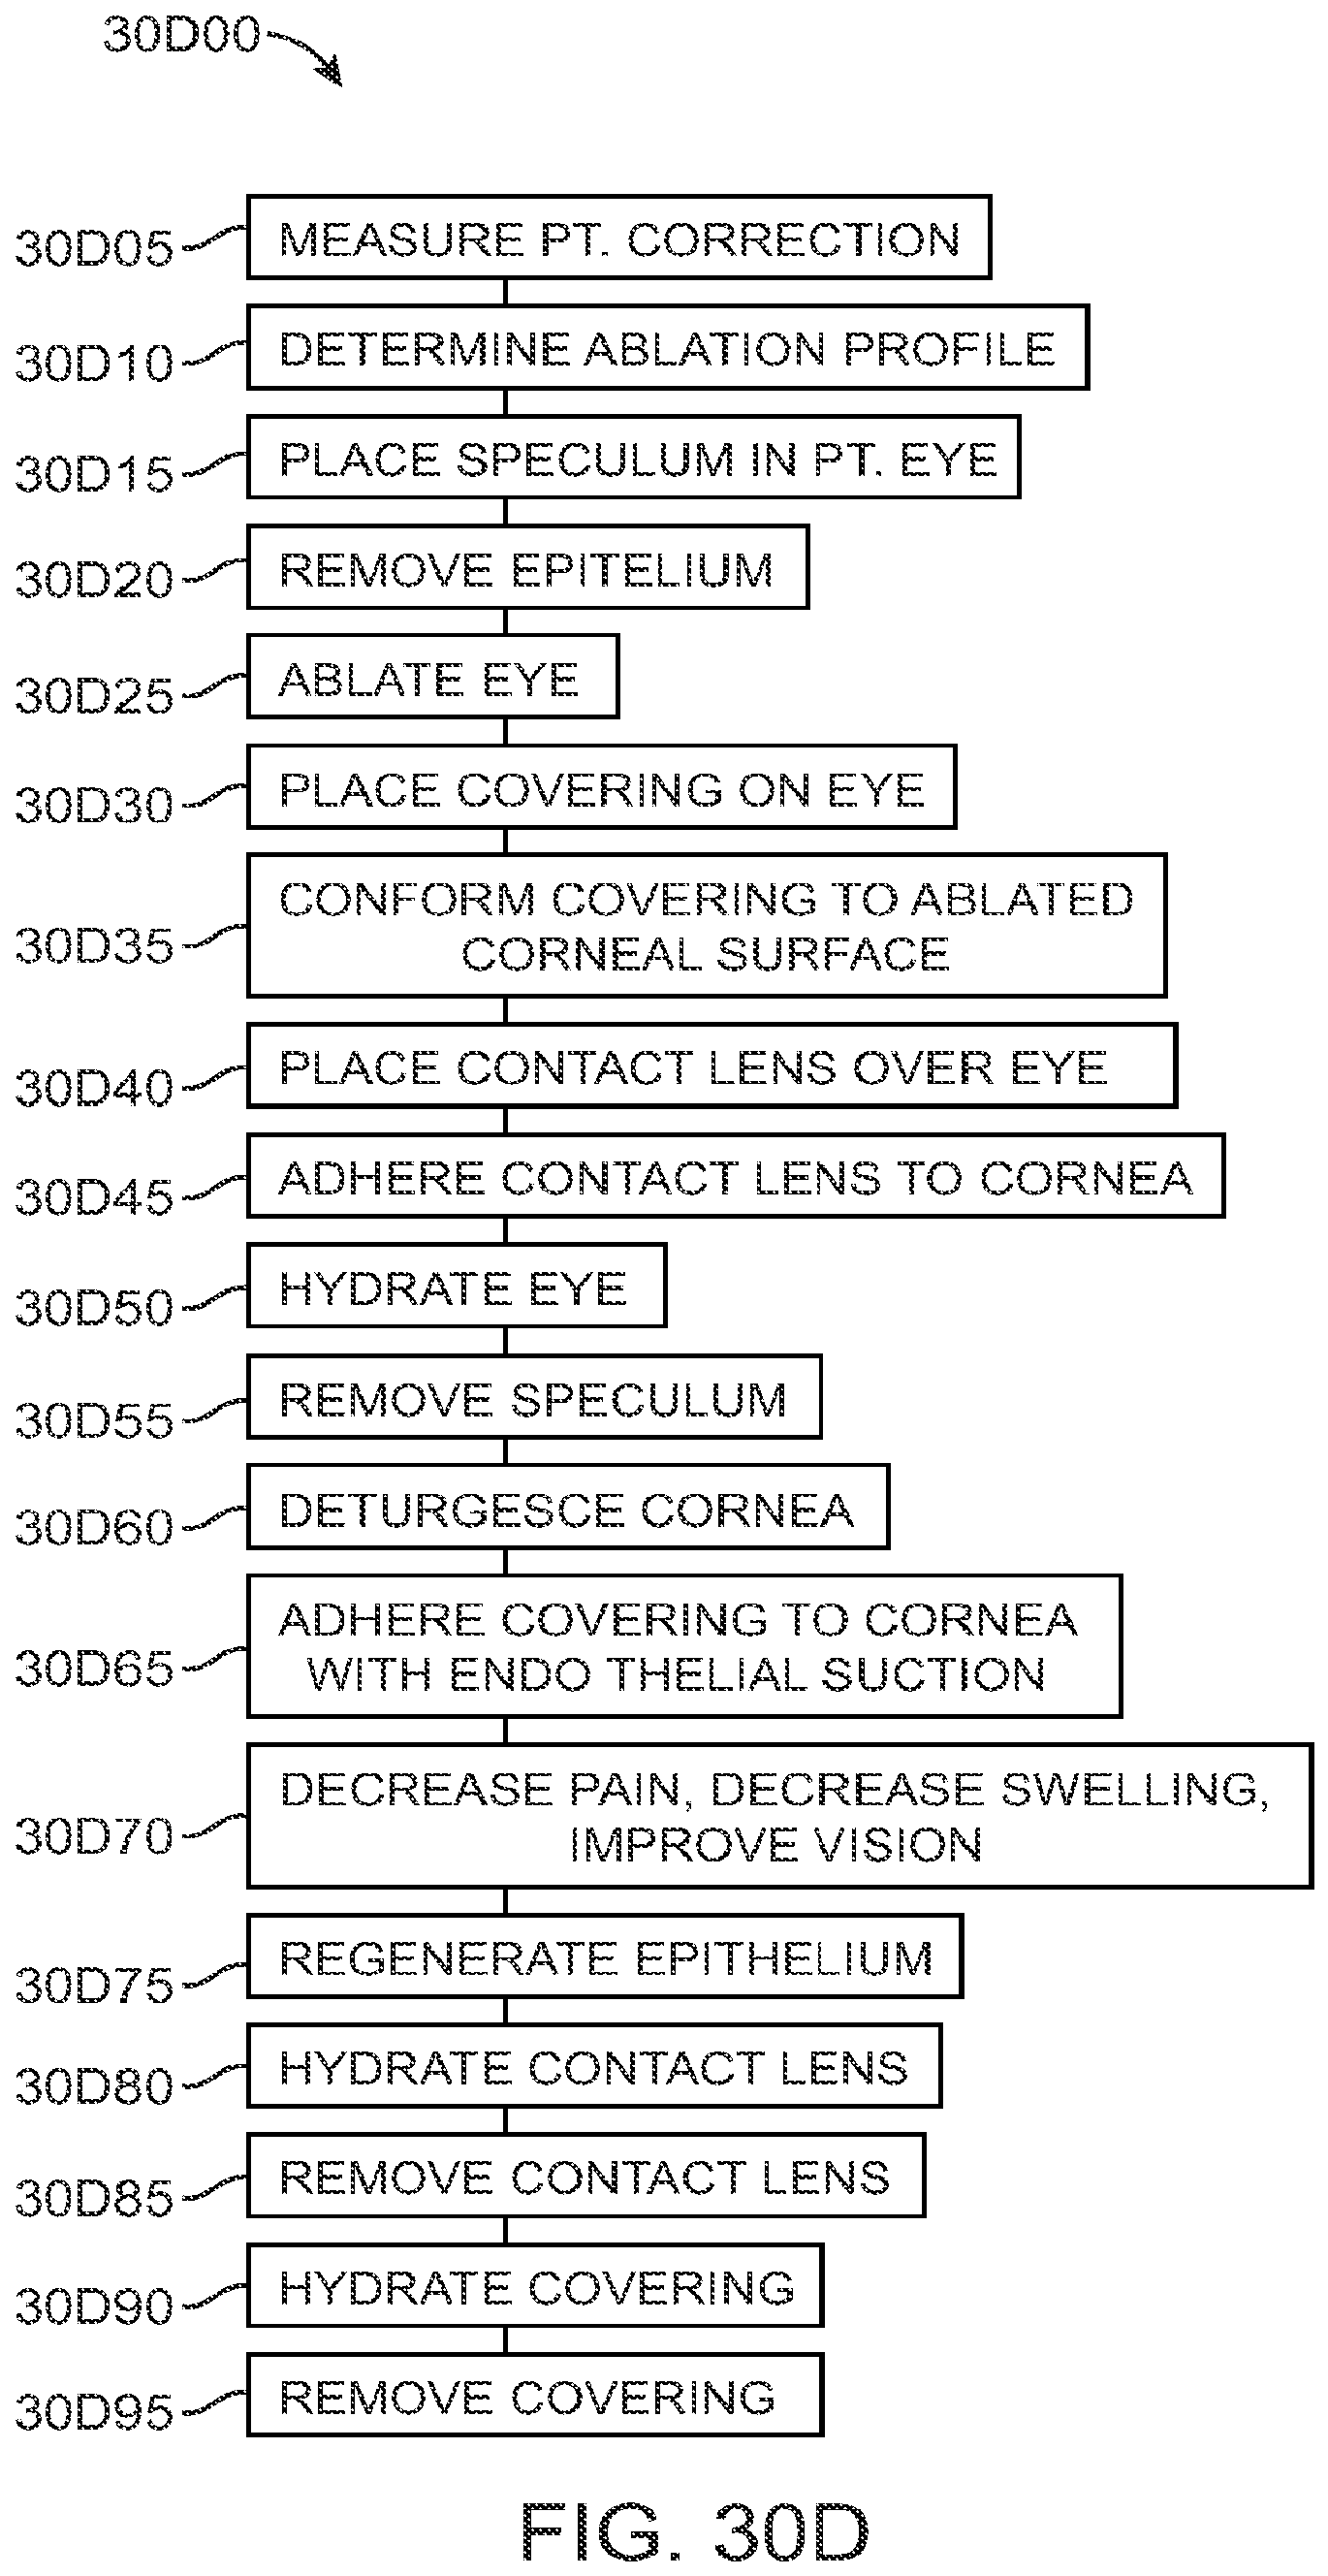 30D00
30D05 MEASURE PT. CORRECTION
30D10 DETERMINE ABLATION PROFILE
30D15 PLACE SPECULUM IN PT. EYE
30D20 REMOVE EPITELIUM
30D25 ABLATE EYE
30D30 PLACE COVERING ON EYE
30D35 CONFORM COVERING TO ABLATED
CORNEAL SURFACE
30D40 PLACE CONTACT LENS OVER EYE
30D45 ADHERE CONTACT LENS TO CORNEA
30D50 HYDRATE EYE
30D55 REMOVE SPECULUM
30D60 DETURGESCE CORNEA
30D65 ADHERE COVERING TO CORNEA
WITH ENDO THELIAL SUCTION
30D70 DECREASE PAIN, DECREASE SWELLING,
IMPROVE VISION
30D75 REGENERATE EPITHELIUM
30D80 HYDRATE CONTACT LENS
30D85 REMOVE CONTACT LENS
30D90 HYDRATE COVERING
30D95 REMOVE COVERING
FIG. 30D